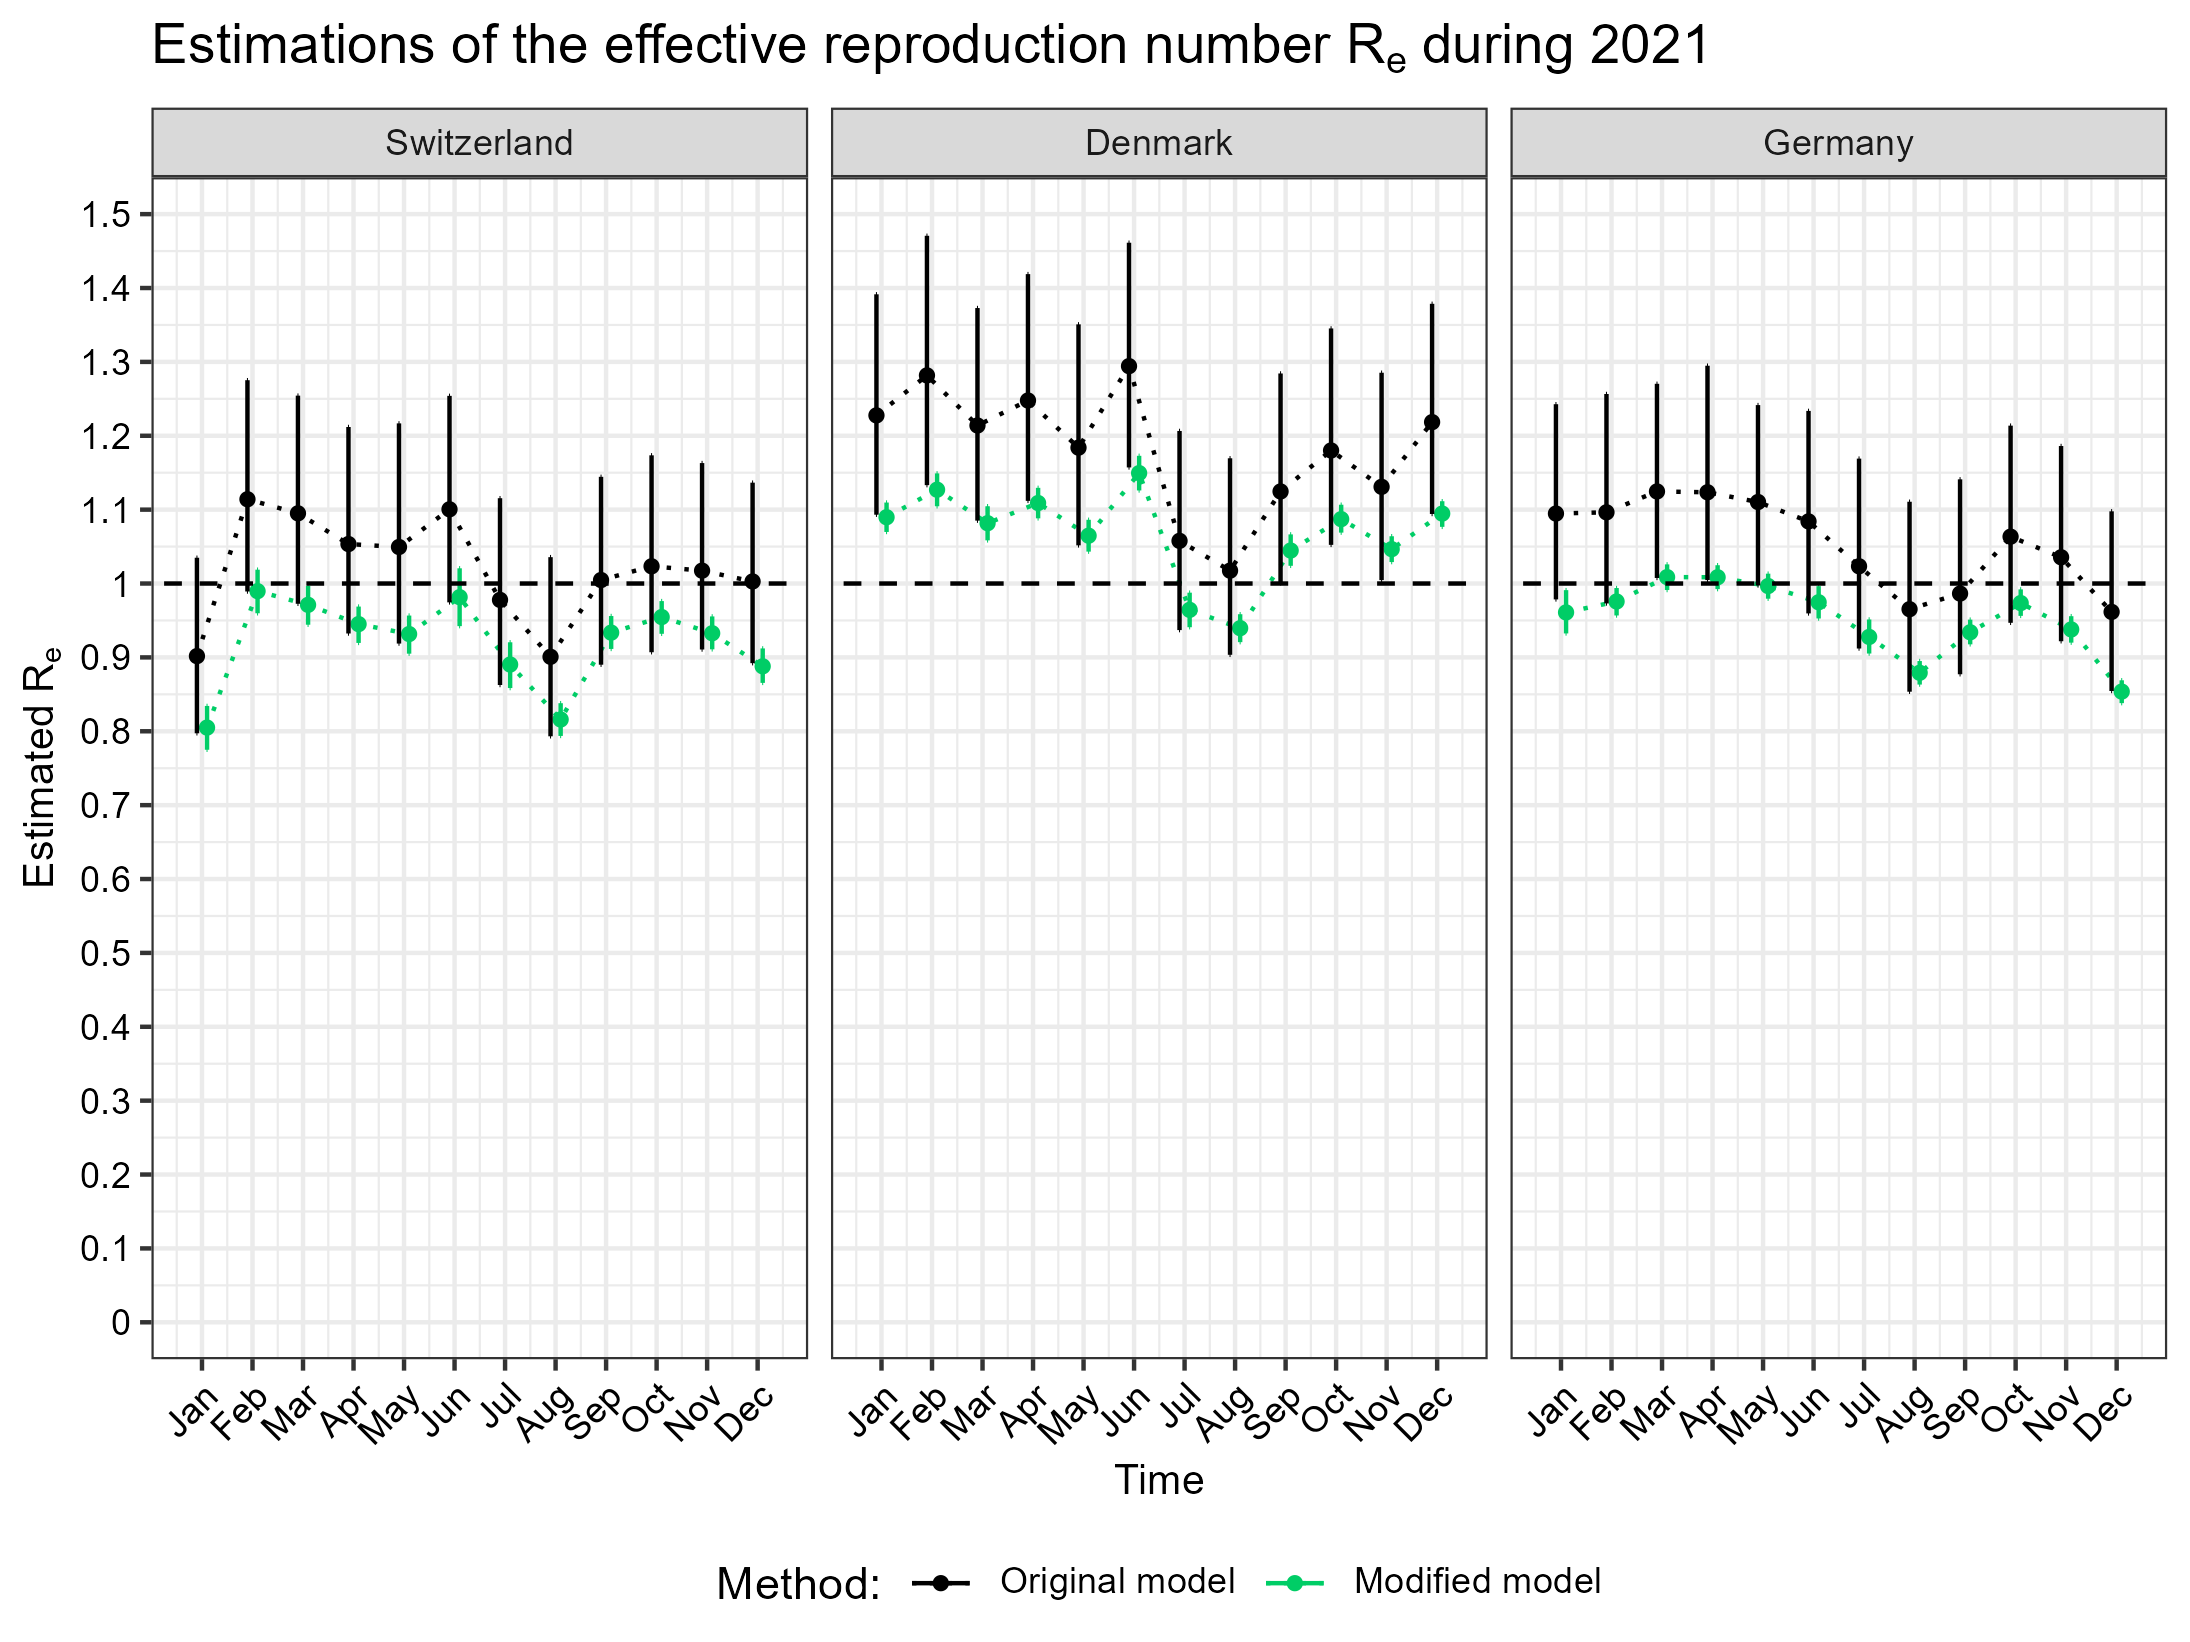 Estimations of the effective reproduction number Re during 2021
Switzerland
Denmark
Germany
Estimated Re
1.5
1.4
1.3
1.2
1.1
1
0.9
0.8
0.7
0.6
0.5
0.4
0.3
0.2
0.1
0
Jan Feb Mar Apr May Jun Jul Aug Sep Oct Nov Dec
Jan Feb Mar Apr May Jun Jul Aug Sep Oct Nov Dec
Jan Feb Mar Apr May Jun Jul Aug Sep Oct Nov Dec
Time
Method: Original model Modified model